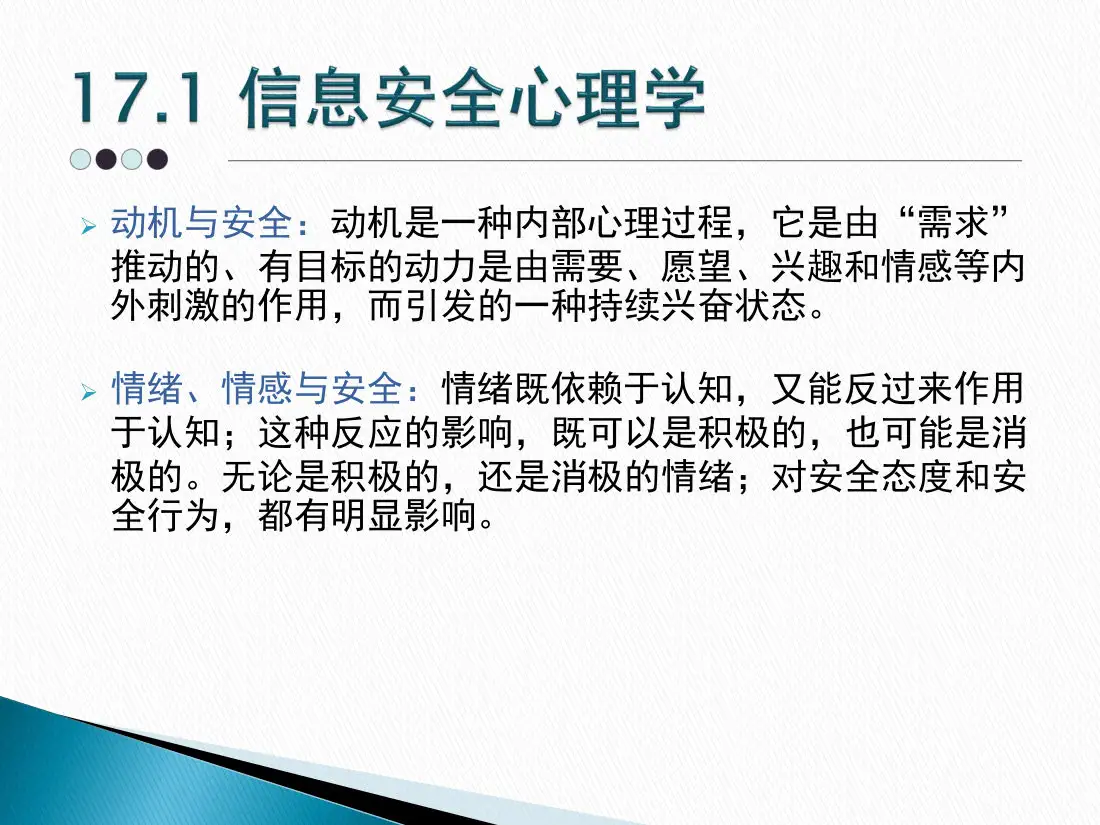 17.1 信息安全心理学
动机与安全：动机是一种内部心理过程，它是由“需求”
推动的、有目标的动力是由需要、愿望、兴趣和情感等内
外刺激的作用，而引发的一种持续兴奋状态。
情绪、情感与安全：情绪既依赖于认知，又能反过来作用
于认知；这种反应的影响，既可以是积极的，也可能是消
极的。无论是积极的，还是消极的情绪；对安全态度和安
全行为，都有明显影响。